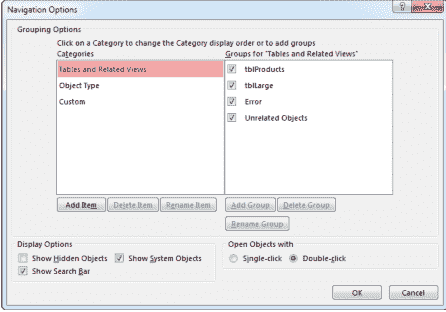 Navigation Options
Grouping Options
Click on a Category to change the Category display order or to add groups
Categories
Groups for "Tables and Related Views"
Tables and Related Views
Object Type
Custom
tblProducts
tblLarge
Error
Unrelated Objects
Add Item Delete Item Rename Item
Add Group Delete Group
Rename Group
Display Options
Show Hidden Objects Show System Objects
Show Search Bar
Open Objects with
Single-click Double-click
OK Cancel